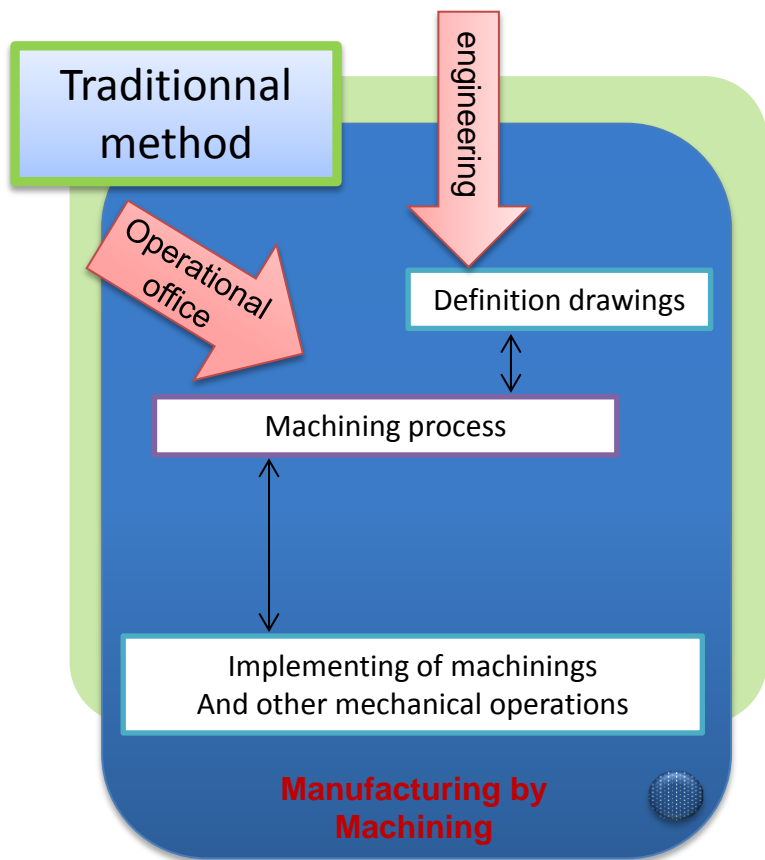 Traditionnal
method
engineering
Operational
office
Definition drawings
Machining process
Implementing of machinings
And other mechanical operations
Manufacturing by
Machining